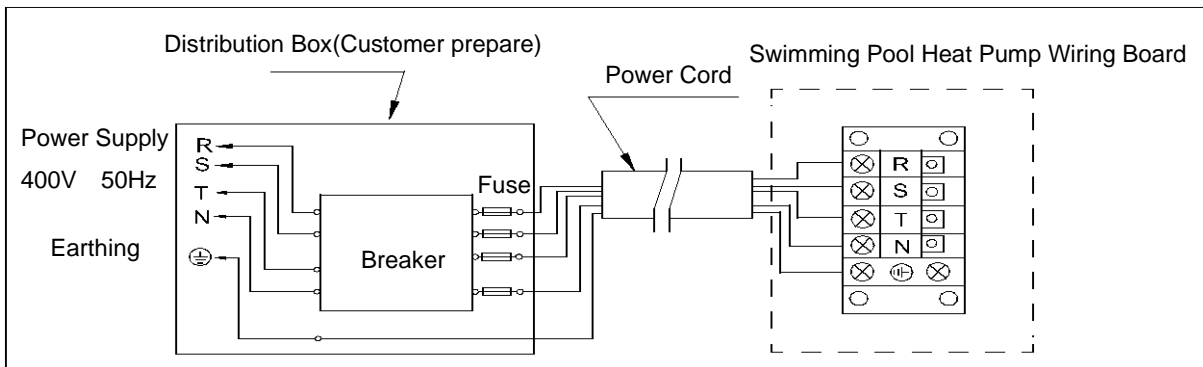 Distribution Box(Customer prepare)
Swimming Pool Heat Pump Wiring Board
Power Cord
Power Supply
400V 50Hz
Earthing
R
S
T
N
Fuse
Breaker
R
S
T
N